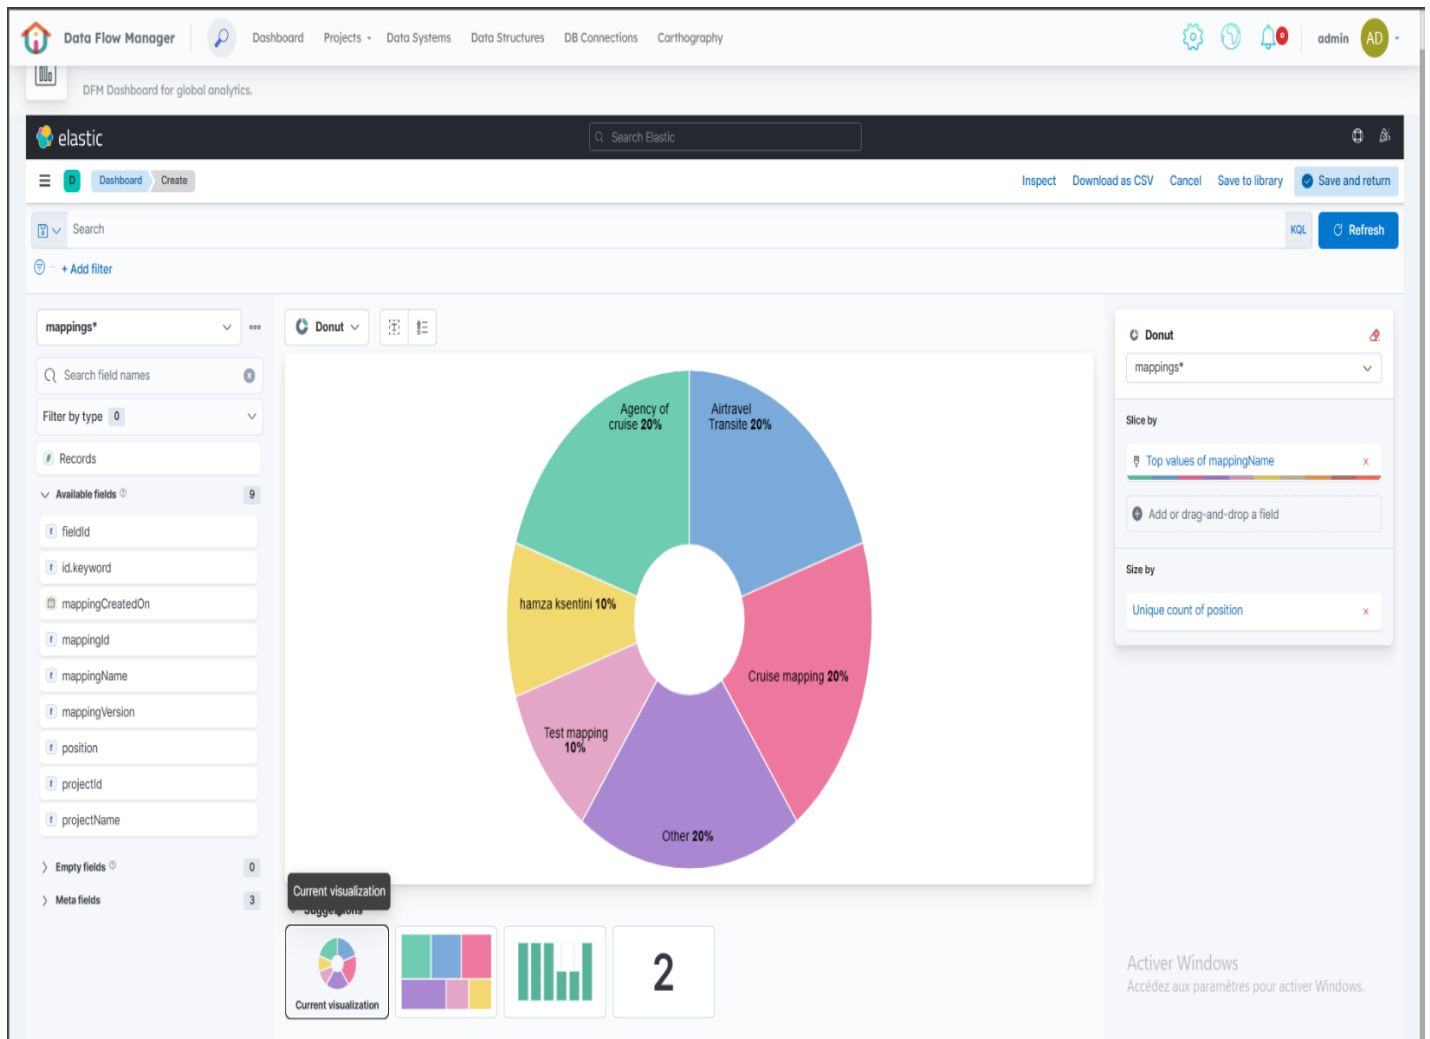 Data Flow Manager
Dashboard Projects Data Systems Data Structures DB Connections Carthography
admin AD
DFM Dashboard for global analytics.
elastic
Search Elastic
D Dashboard Create
Inspect Download as CSV Cancel Save to library Save and return
Search
KQL Refresh
+ Add filter
mappings*
Search field names
Filter by type 0
Records
Available fields 9
t fieldId
t id.keyword
mappingCreatedOn
t mappingId
t mappingName
t mappingVersion
t position
t projectId
t projectName
Empty fields 0
Meta fields 3
Donut
Agency of
cruise 20%
Airtravel
Transite 20%
hamza ksentini 10%
Cruise mapping 20%
Test mapping
10%
Other 20%
Current visualization
Suggestions
Current visualization
2
Donut
mappings*
Slice by
Top values of mappingName x
Add or drag-and-drop a field
Size by
Unique count of position x
Activer Windows
Accédez aux paramètres pour activer Windows.